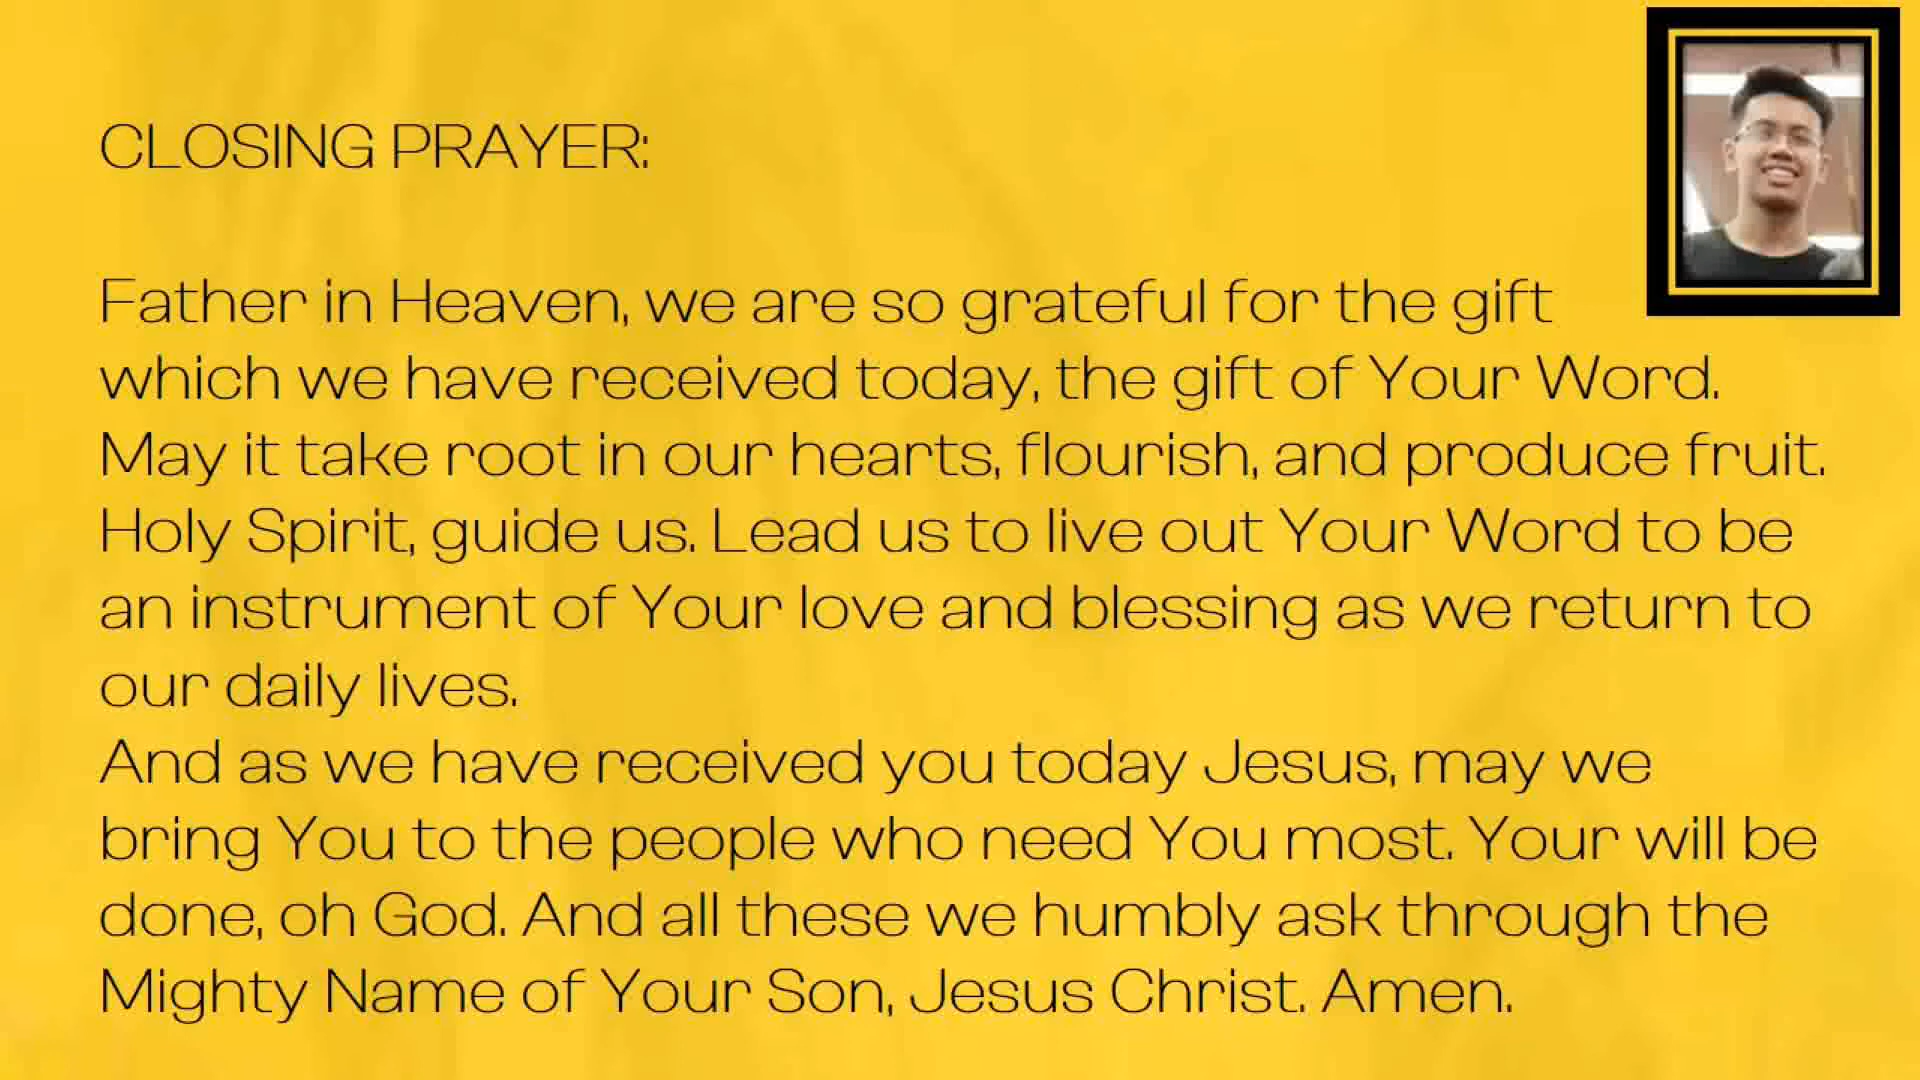 CLOSING PRAYER:
Father in Heaven, we are so grateful for the gift
which we have received today, the gift of Your Word.
May it take root in our hearts, flourish, and produce fruit.
Holy Spirit, guide us. Lead us to live out Your Word to be
an instrument of Your love and blessing as we return to
our daily lives.
And as we have received you today Jesus, may we
bring You to the people who need You most. Your will be
done, oh God. And all these we humbly ask through the
Mighty Name of Your Son, Jesus Christ. Amen.